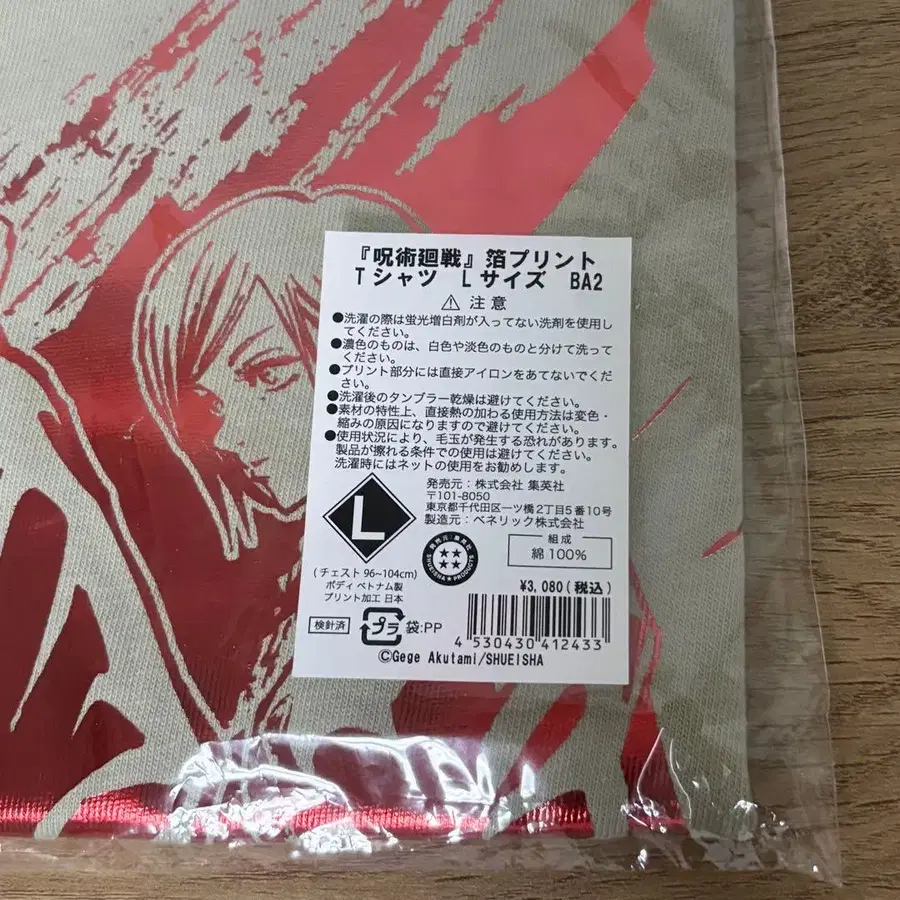 『呪術廻戦』箔プリント
Tシャツ Lサイズ BA2
⚠ 注意
●洗濯の際は蛍光増白剤が入ってない洗剤を使用し
てください。
●濃色のものは、白色や淡色のものと分けて洗って
ください。
●プリント部分には直接アイロンをあてないでくだ
さい。
●洗濯後のタンブラー乾燥は避けてください。
●素材の特性上、直接熱の加わる使用方法は変色・
縮みの原因になりますので避けてください。
●使用状況により、毛玉が発生する恐れがあります。
製品が擦れる条件での使用は避けてください。
洗濯時にはネットの使用をお勧めします。
L
(チェスト 96~104cm)
ボディ ベトナム製
プリント加工 日本
発売元:株式会社 集英社
〒101-8050
東京都千代田区一ツ橋2丁目5番10号
製造元:ベネリック株式会社
発売元:集英社
SHUEISHA★PRODUCTS
組成
綿100%
¥3,080(税込)
検針済
プラ
袋:PP
4 530430 412433
©Gege Akutami/SHUEISHA